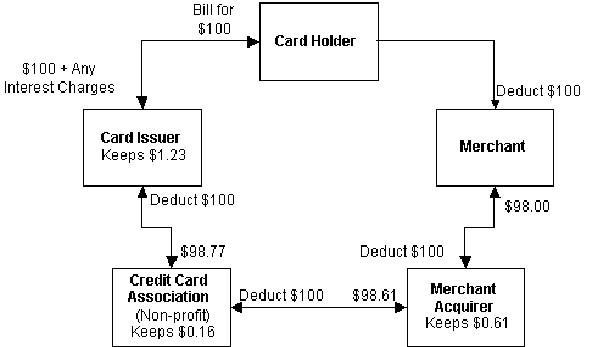 Bill for
$100
Card Holder
$100 + Any
Interest Charges
Deduct $100
Card Issuer
Keeps $1.23
Merchant
Deduct $100
$98.00
$98.77
Deduct $100
Credit Card
Association
(Non-profit)
Keeps $0.16
Deduct $100
$98.61
Merchant
Acquirer
Keeps $0.61